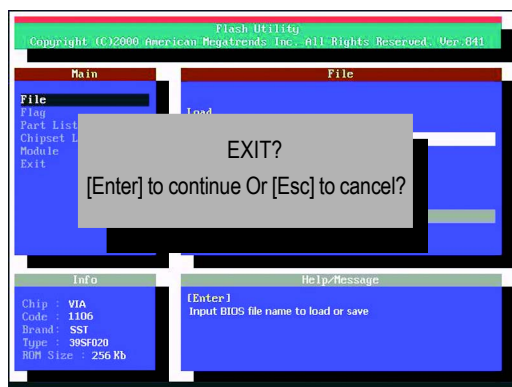 Flash Utility
Copyright (C)2000 American Megatrends Inc. All Rights Reserved. Ver.841
Main
File
Flag
Part List
Chipset L
Module
Exit
File
Load
EXIT?
[Enter] to continue Or [Esc] to cancel?
Info
Chip : VIA
Code : 1106
Brand: SST
Type : 39SF020
ROM Size : 256 Kb
Help/Message
[Enter]
Input BIOS file name to load or save